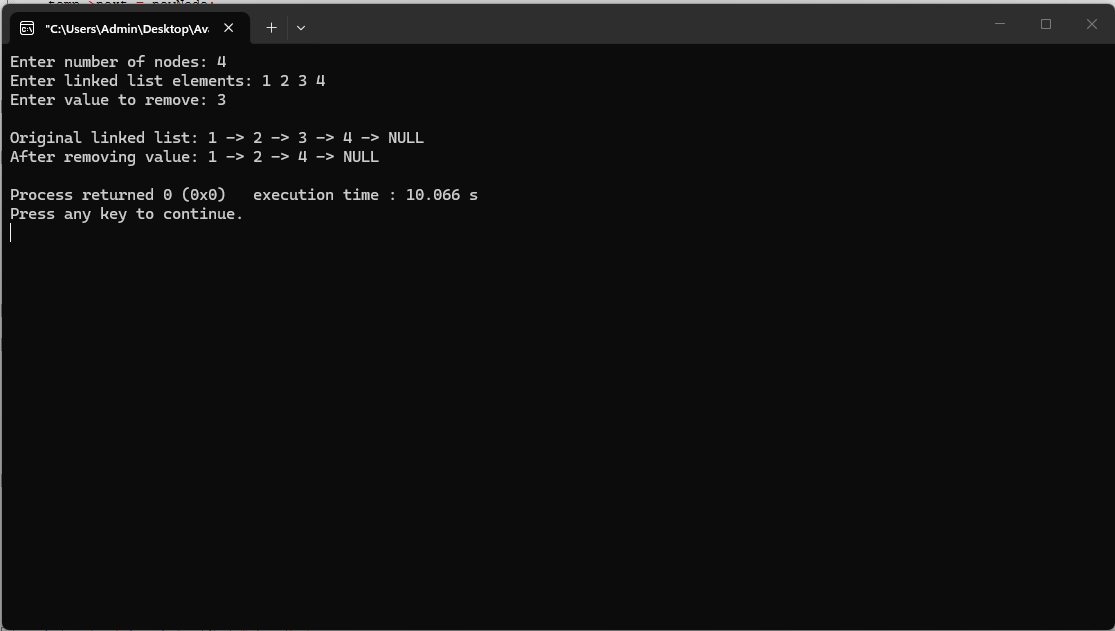 "C:\Users\Admin\Desktop\Av
Enter number of nodes: 4
Enter linked list elements: 1 2 3 4
Enter value to remove: 3
Original linked list: 1 -> 2 -> 3 -> 4 -> NULL
After removing value: 1 -> 2 -> 4 -> NULL
Process returned 0 (0x0)   execution time : 10.066 s
Press any key to continue.